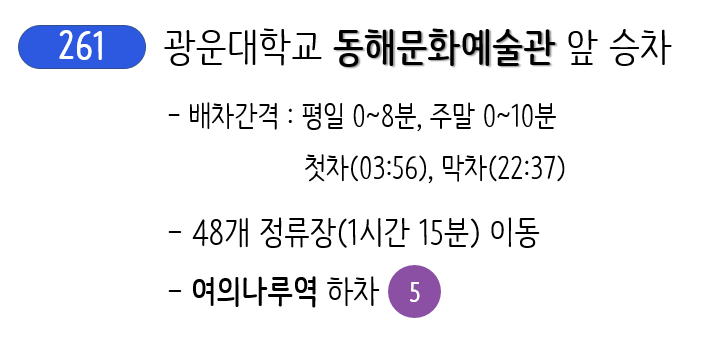 261 광운대학교 동해문화예술관 앞 승차
- 배차간격 : 평일 0~8분, 주말 0~10분
첫차(03:56), 막차(22:37)
- 48개 정류장(1시간 15분) 이동
- 여의나루역 하차 5